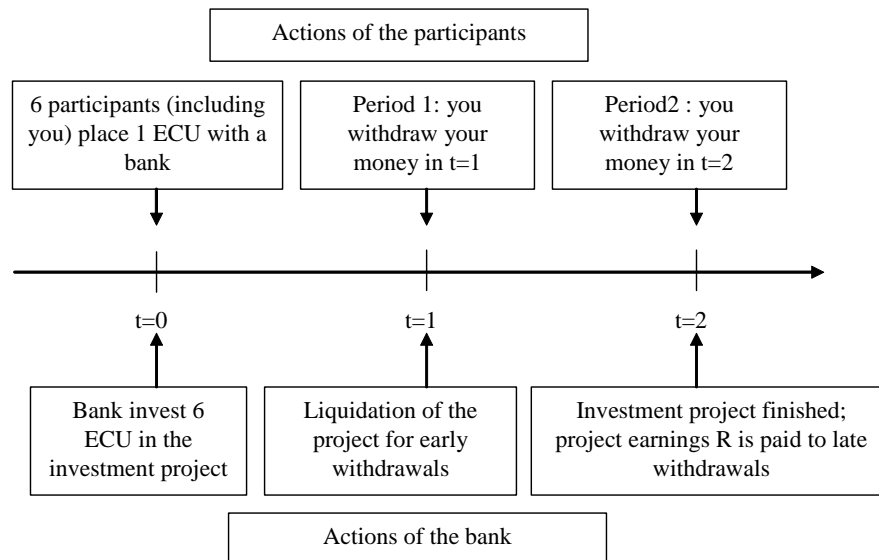 Actions of the participants
6 participants (including
you) place 1 ECU with a
bank
Period 1: you
withdraw your
money in t=1
Period2 : you
withdraw your
money in t=2
t=0
t=1
t=2
Bank invest 6
ECU in the
investment project
Liquidation of the
project for early
withdrawals
Investment project finished;
project earnings R is paid to late
withdrawals
Actions of the bank